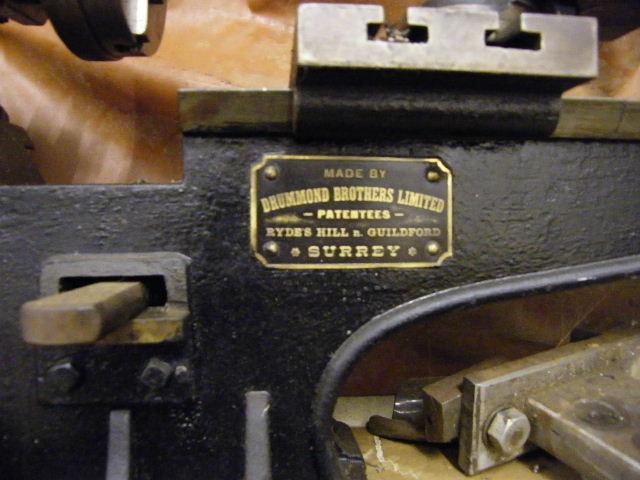 MADE BY
DRUMMOND BROTHERS LIMITED
- PATENTEES -
RYDE'S HILL n. GUILDFORD
SURREY